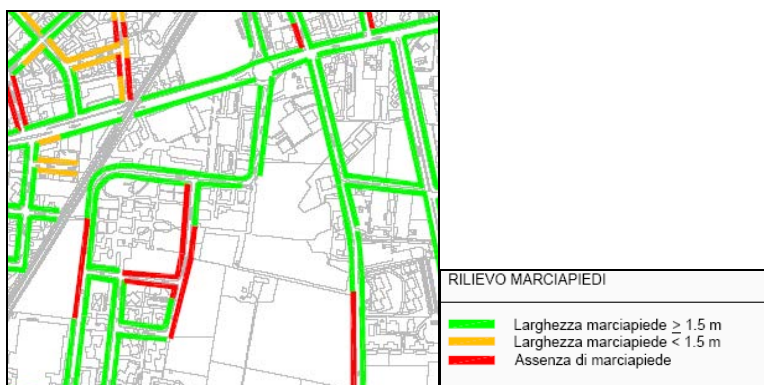 RILIEVO MARCIAPIEDI
Larghezza marciapiede ≥ 1.5 m
Larghezza marciapiede < 1.5 m
Assenza di marciapiede